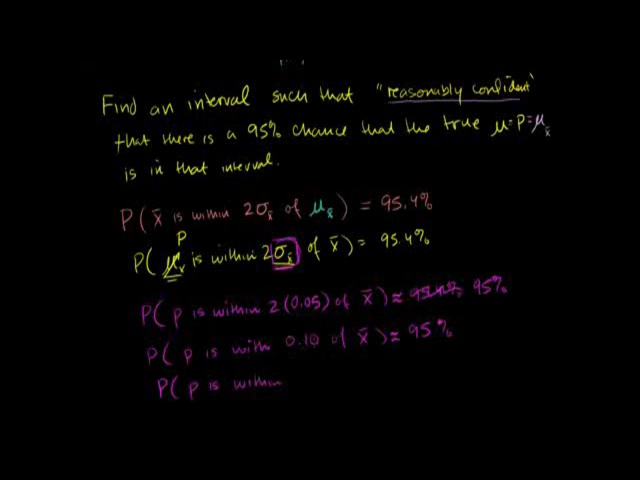 Find an interval such that "reasonably confident"
that there is a 95% chance that the true μ=P=μx̄
is in that interval.
P( x̄ is within 2σx̄ of μx̄ ) = 95.4%
P
P( μx̄ is within 2σx̄ of x̄ ) = 95.4%
P( p is within 2(0.05) of x̄ ) ≈ 95.4% 95%
P( p is with 0.10 of x̄ ) ≈ 95%
P( p is within